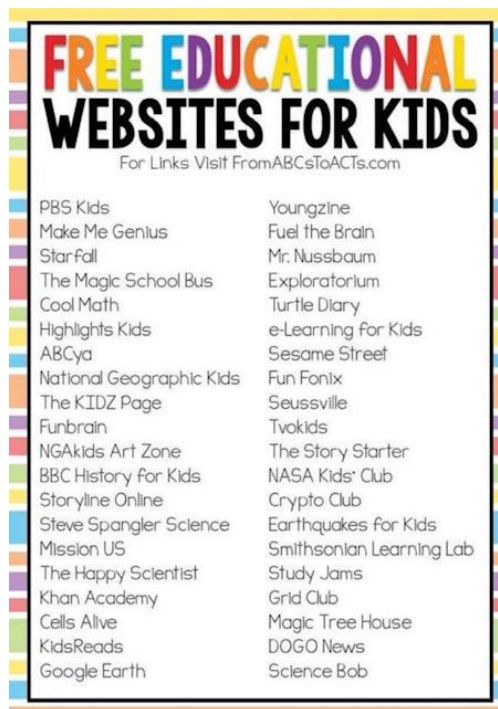 FREE EDUCATIONAL
WEBSITES FOR KIDS
For Links Visit FromABCsToACTs.com
PBS Kids
Make Me Genius
Starfall
The Magic School Bus
Cool Math
Highlights Kids
ABCya
National Geographic Kids
The KIDZ Page
Funbrain
NGAkids Art Zone
BBC History for Kids
Storyline Online
Steve Spangler Science
Mission US
The Happy Scientist
Khan Academy
Cells Alive
KidsReads
Google Earth
Youngzine
Fuel the Brain
Mr. Nussbaum
Exploratorium
Turtle Diary
e-Learning for Kids
Sesame Street
Fun Fonix
Seussville
Tvokids
The Story Starter
NASA Kids' Club
Crypto Club
Earthquakes for Kids
Smithsonian Learning Lab
Study Jams
Grid Club
Magic Tree House
DOGO News
Science Bob